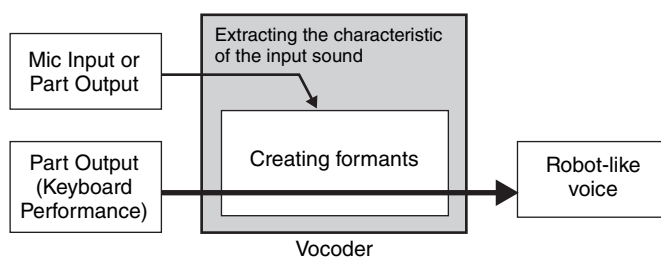 Mic Input or
Part Output
Extracting the characteristic
of the input sound
Creating formants
Part Output
(Keyboard
Performance)
Robot-like
voice
Vocoder